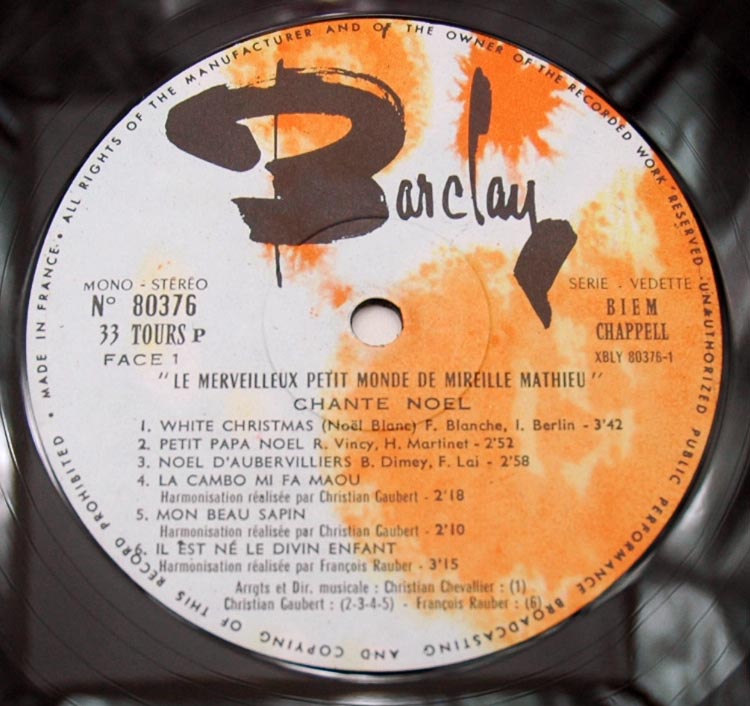 MADE IN FRANCE. • ALL RIGHTS OF THE MANUFACTURER AND OF THE OWNER OF THE RECORDED WORK RESERVED. UNAUTHORIZED PUBLIC PERFORMANCE BROADCASTING AND COPYING OF THIS RECORD PROHIBITED •
Barclay
MONO - STÉRÉO
N° 80376
33 TOURS P
FACE 1
SERIE - VEDETTE
BIEM
CHAPPELL
XBLY 80376-1
"LE MERVEILLEUX PETIT MONDE DE MIREILLE MATHIEU"
CHANTE NOEL
1. WHITE CHRISTMAS (Noël Blanc) F. Blanche, I. Berlin - 3'42
2. PETIT PAPA NOEL R. Vincy, H. Martinet - 2'52
3. NOEL D'AUBERVILLIERS B. Dimey, F. Lai - 2'58
4. LA CAMBO MI FA MAOU
Harmonisation réalisée par Christian Gaubert - 2'18
5. MON BEAU SAPIN
Harmonisation réalisée par Christian Gaubert - 2'10
6. IL EST NÉ LE DIVIN ENFANT
Harmonisation réalisée par François Rauber - 3'15
Arrgts et Dir. musicale : Christian Chevallier : (1)
Christian Gaubert : (2-3-4-5) - François Rauber : (6)